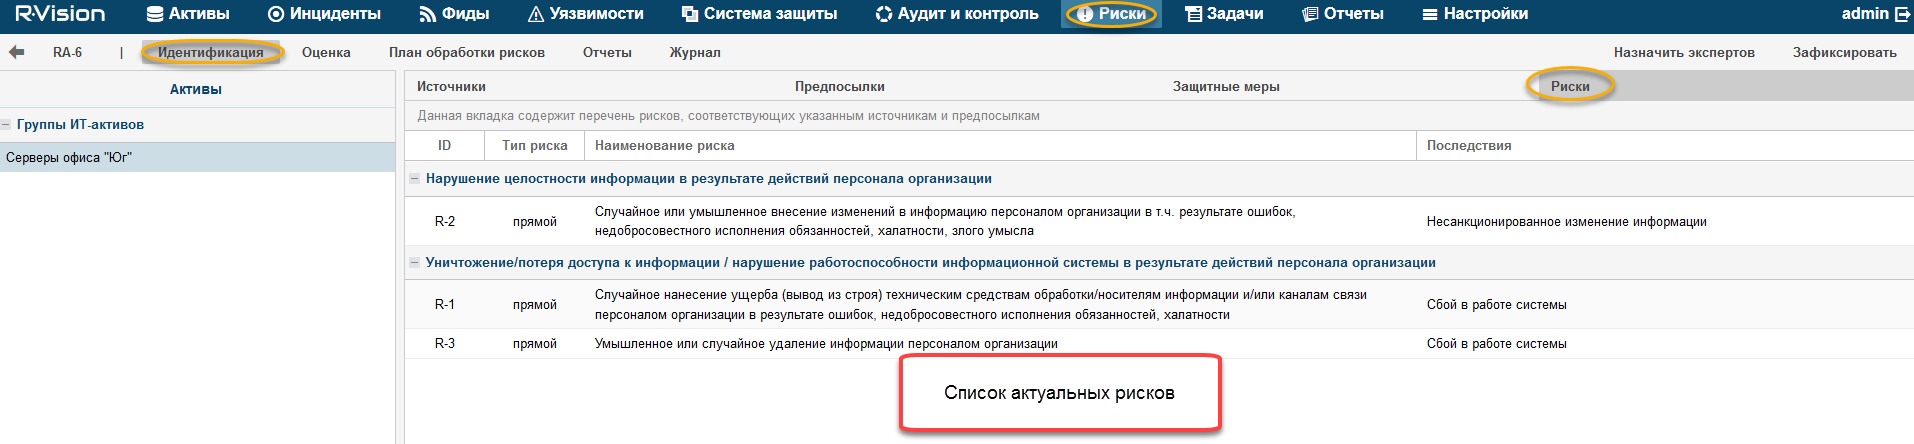 R-Vision Активы Инциденты Фиды Уязвимости Система защиты Аудит и контроль Риски Задачи Отчеты Настройки admin
RA-6 | Идентификация Оценка План обработки рисков Отчеты Журнал Назначить экспертов Зафиксировать
Активы
Группы ИТ-активов
Серверы офиса "Юг"
Источники Предпосылки Защитные меры Риски
Данная вкладка содержит перечень рисков, соответствующих указанным источникам и предпосылкам
ID Тип риска Наименование риска Последствия
Нарушение целостности информации в результате действий персонала организации
R-2 прямой Случайное или умышленное внесение изменений в информацию персоналом организации в т.ч. результате ошибок,
недобросовестного исполнения обязанностей, халатности, злого умысла Несанкционированное изменение информации
Уничтожение/потеря доступа к информации / нарушение работоспособности информационной системы в результате действий персонала организации
R-1 прямой Случайное нанесение ущерба (вывод из строя) техническим средствам обработки/носителям информации и/или каналам связи
персоналом организации в результате ошибок, недобросовестного исполнения обязанностей, халатности Сбой в работе системы
R-3 прямой Умышленное или случайное удаление информации персоналом организации Сбой в работе системы
Список актуальных рисков